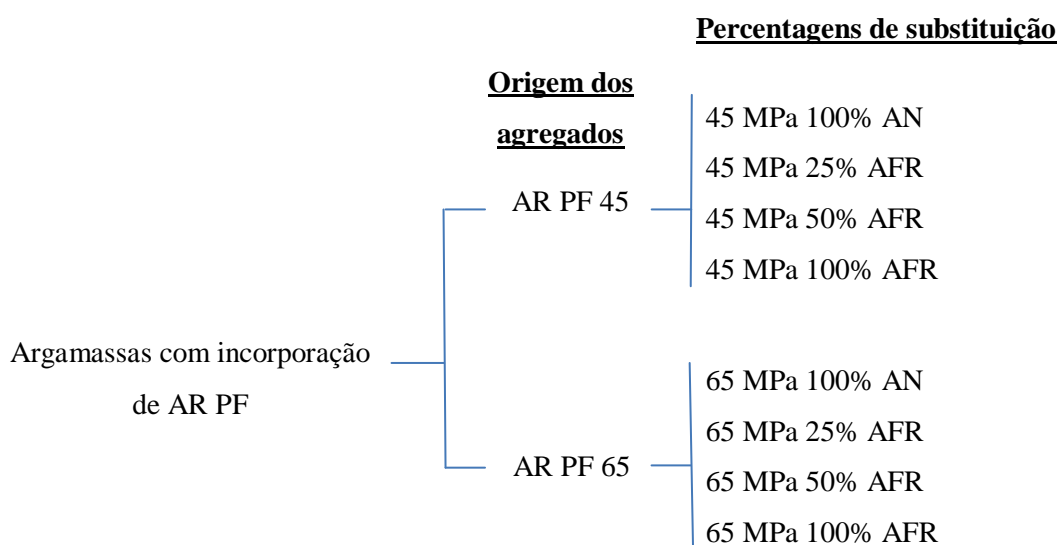 Percentagens de substituição
Origem dos
agregados
45 MPa 100% AN
45 MPa 25% AFR
AR PF 45
45 MPa 50% AFR
45 MPa 100% AFR
Argamassas com incorporação
de AR PF
65 MPa 100% AN
65 MPa 25% AFR
AR PF 65
65 MPa 50% AFR
65 MPa 100% AFR